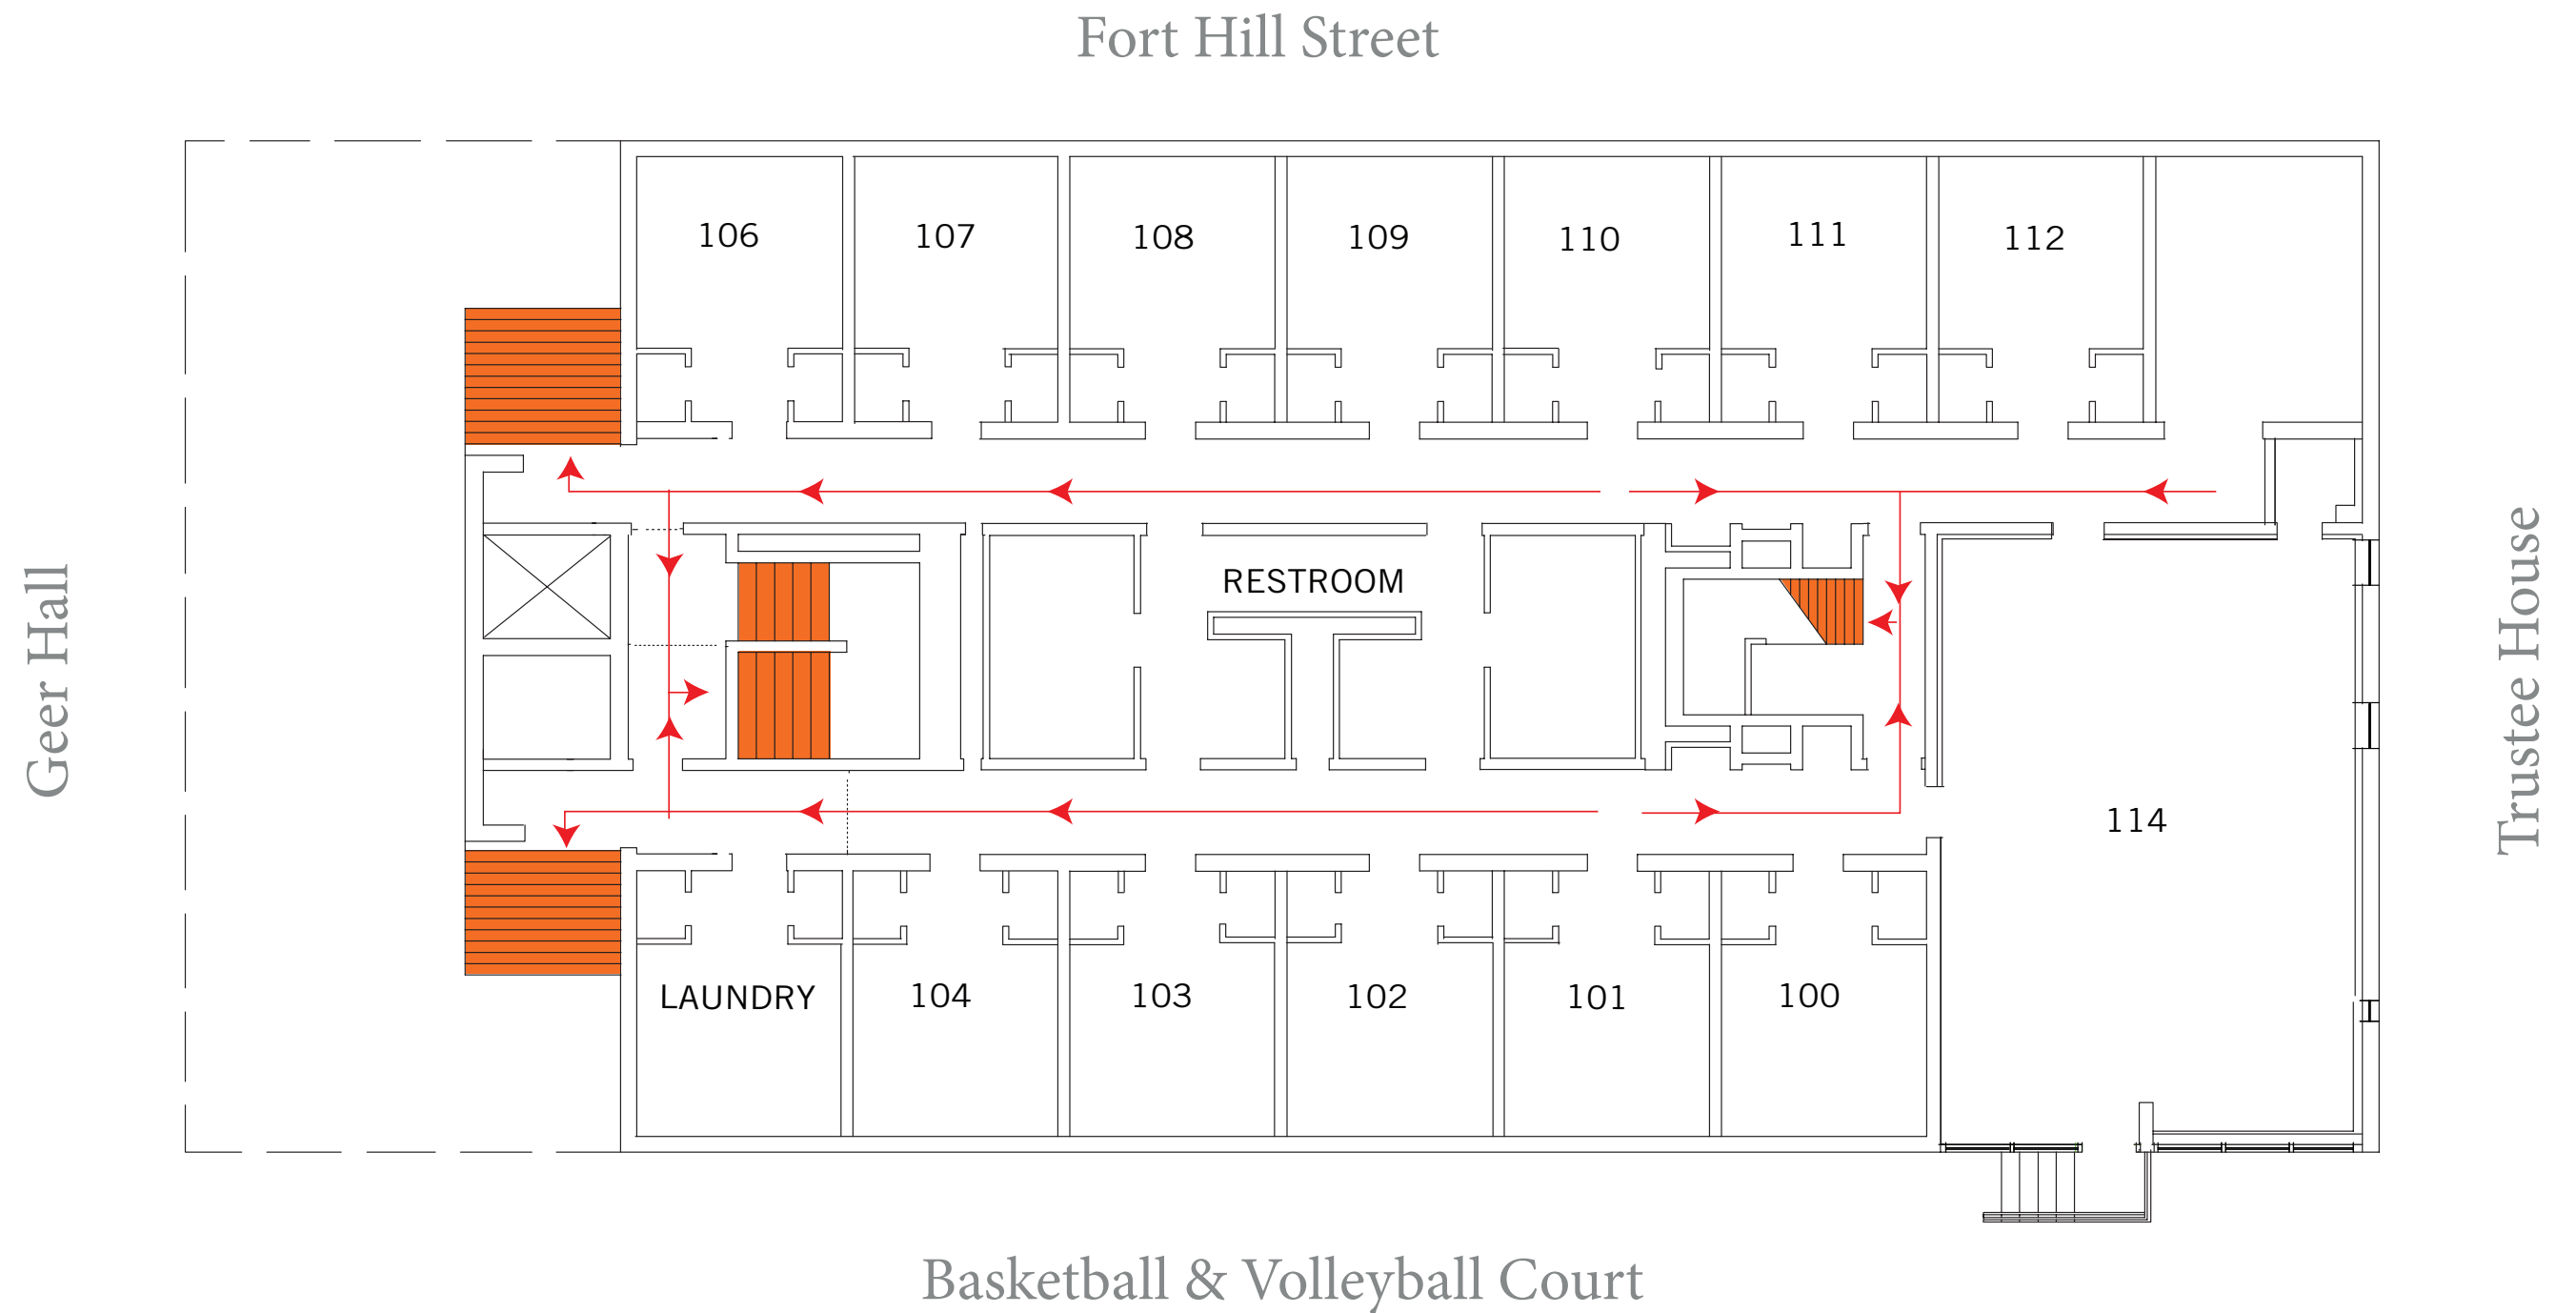 Fort Hill Street
106
107
108
109
110
111
112
Geer Hall
RESTROOM
Trustee House
114
LAUNDRY
104
103
102
101
100
Basketball & Volleyball Court